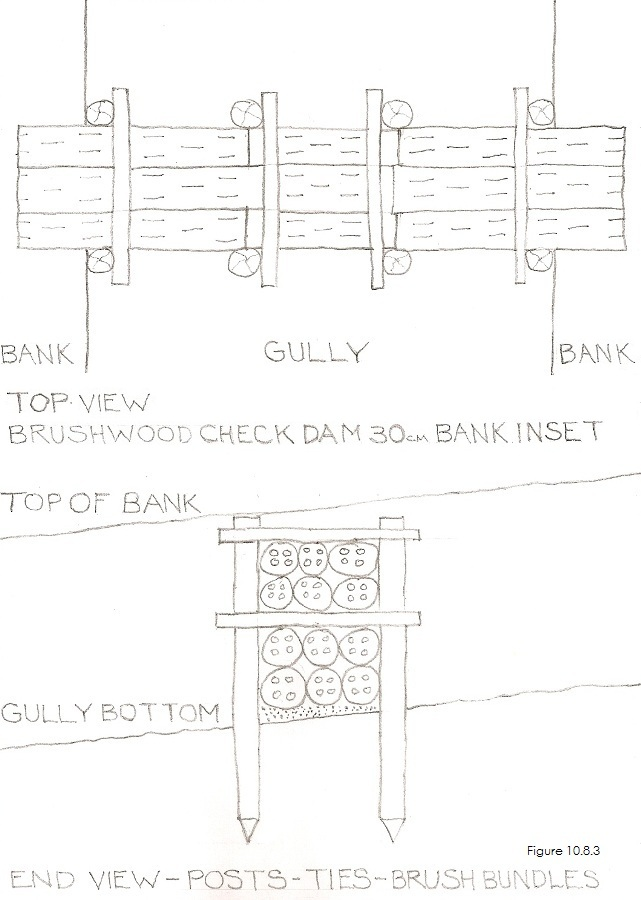 BANK
GULLY
BANK
TOP VIEW
BRUSHWOOD CHECK DAM 30cm BANK INSET
TOP OF BANK
GULLY BOTTOM
Figure 10.8.3
END VIEW - POSTS - TIES - BRUSH BUNDLES